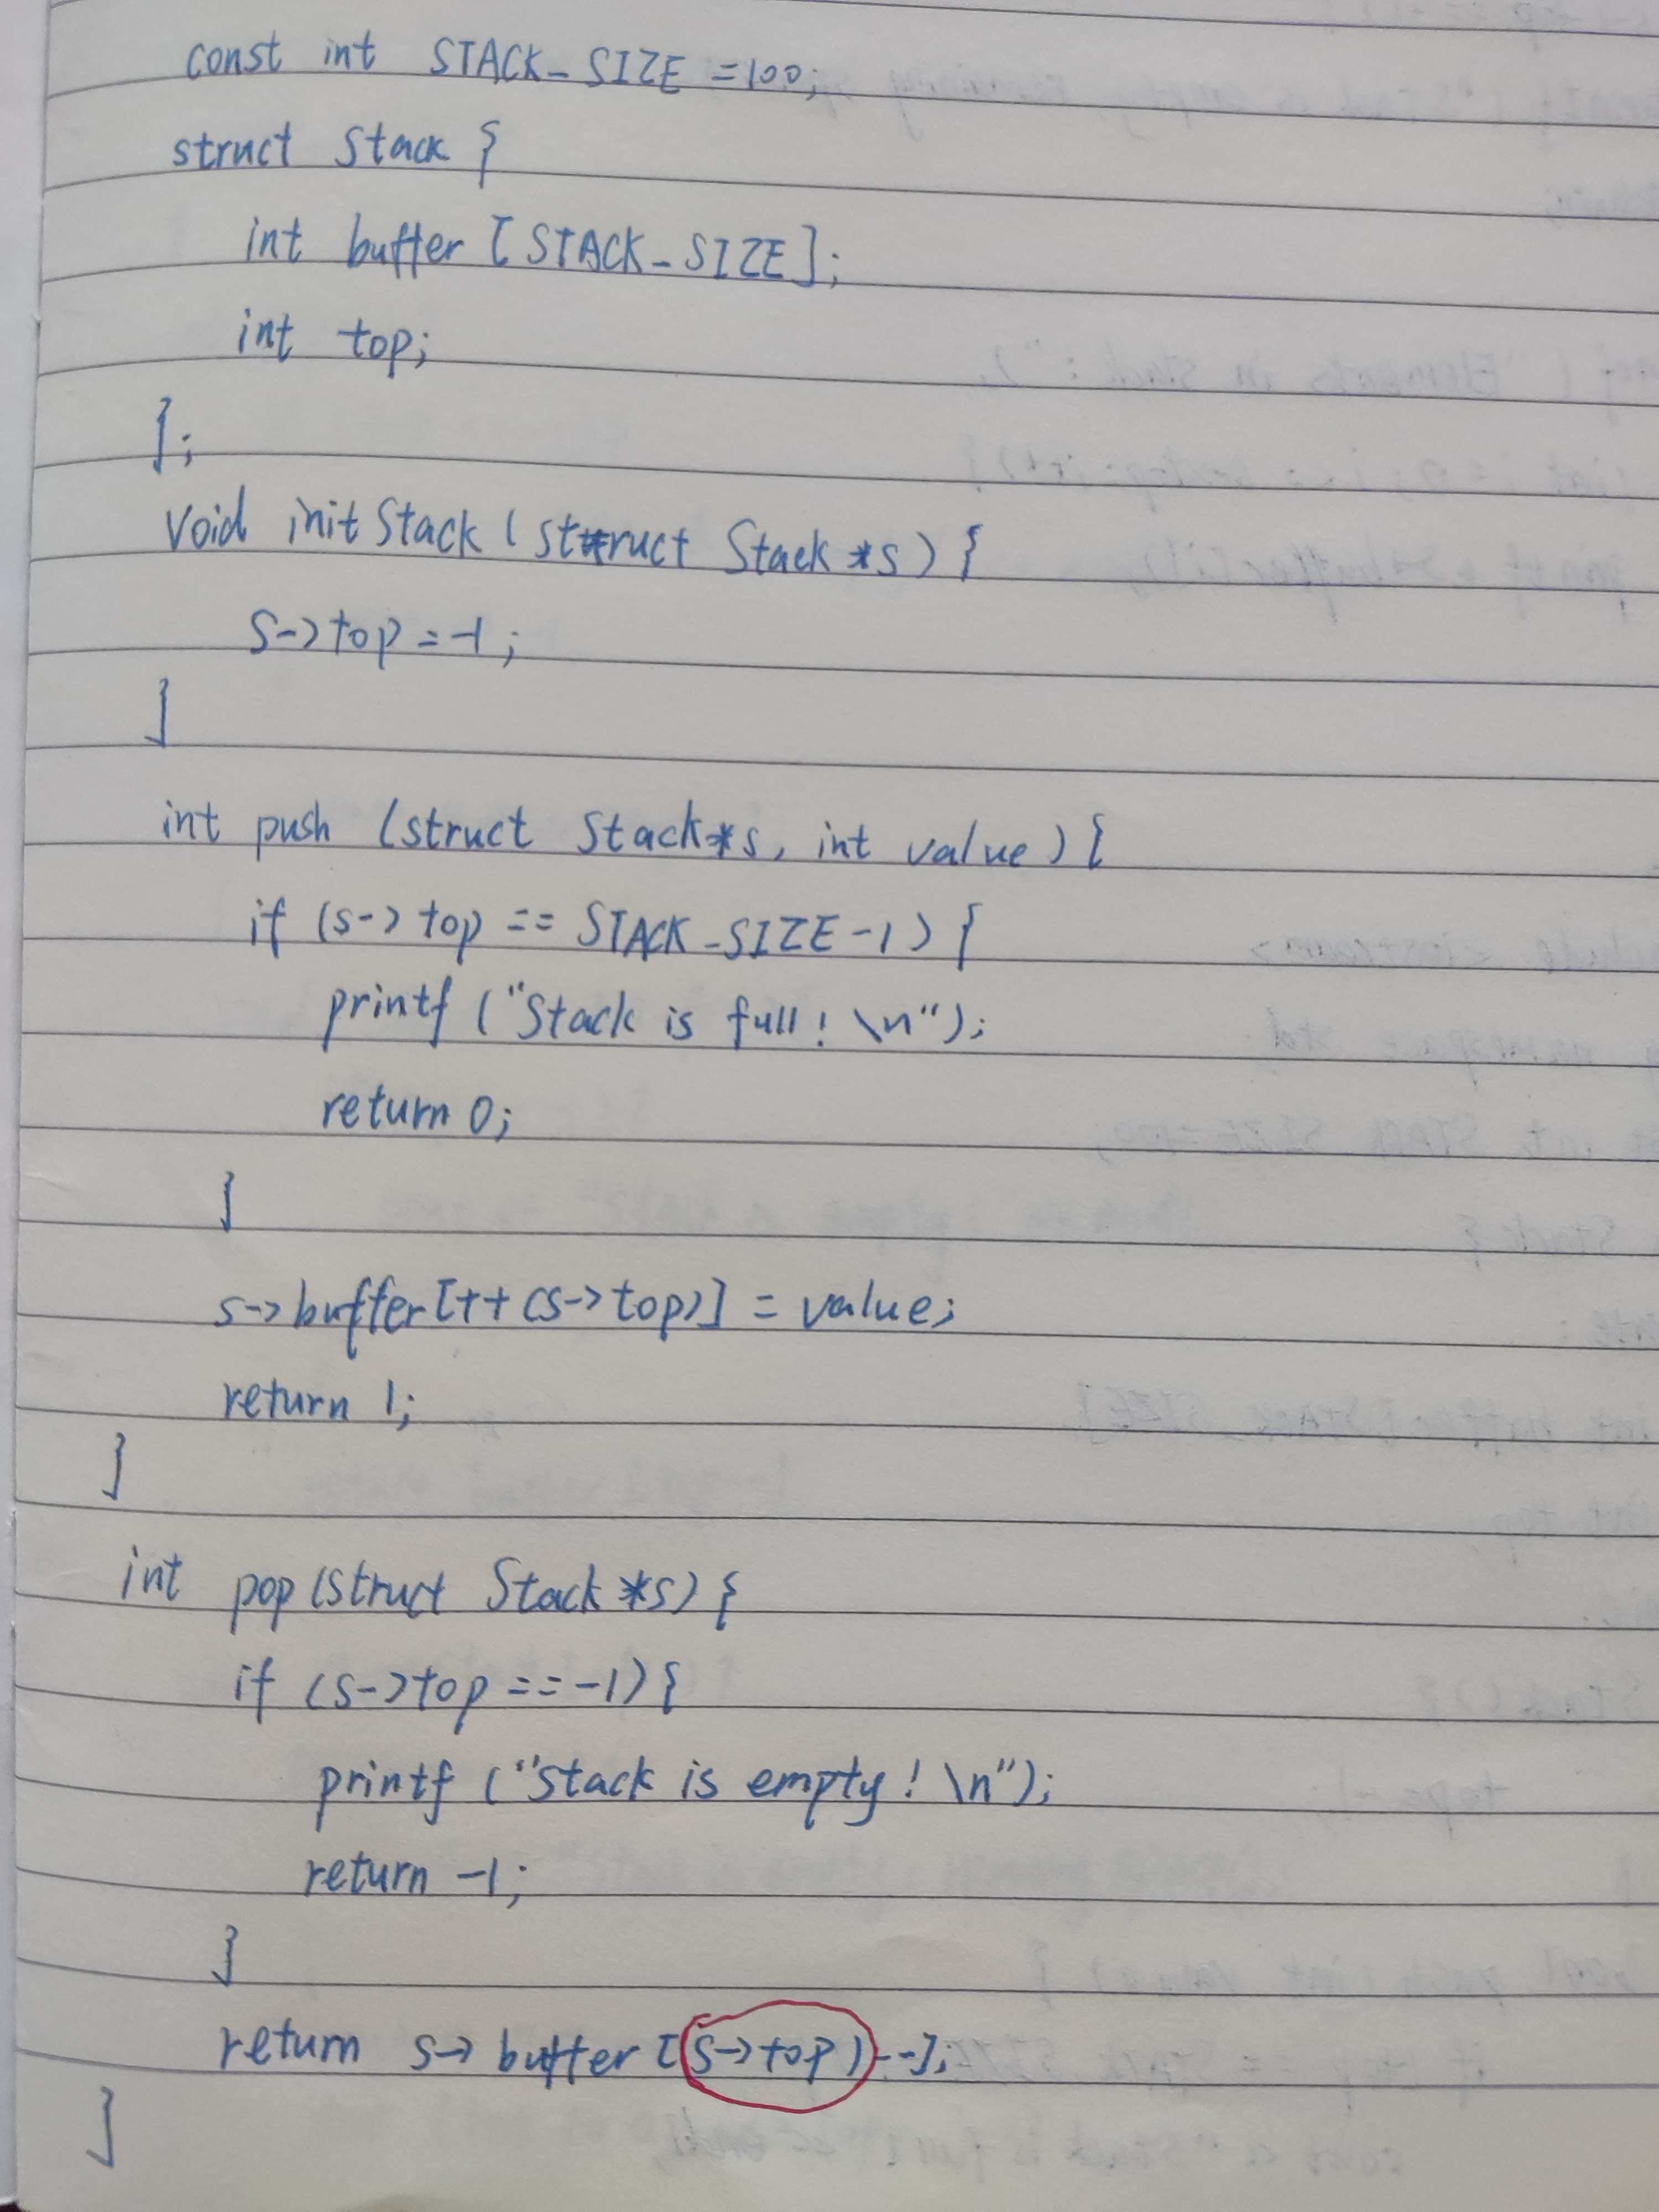 const int STACK_SIZE =100;
struct Stack {
int buffer [STACK_SIZE];
int top;
};
void initStack (struct Stack *s) {
s->top = -1;
}
int push (struct Stack*s, int value) {
if (s->top == STACK_SIZE-1) {
printf ("Stack is full! \n");
return 0;
}
s->buffer[++(s->top)] = value;
return 1;
}
int pop(struct Stack *s) {
if (s->top == -1) {
printf ("Stack is empty! \n");
return -1;
}
return s->buffer [(s->top)--];
}